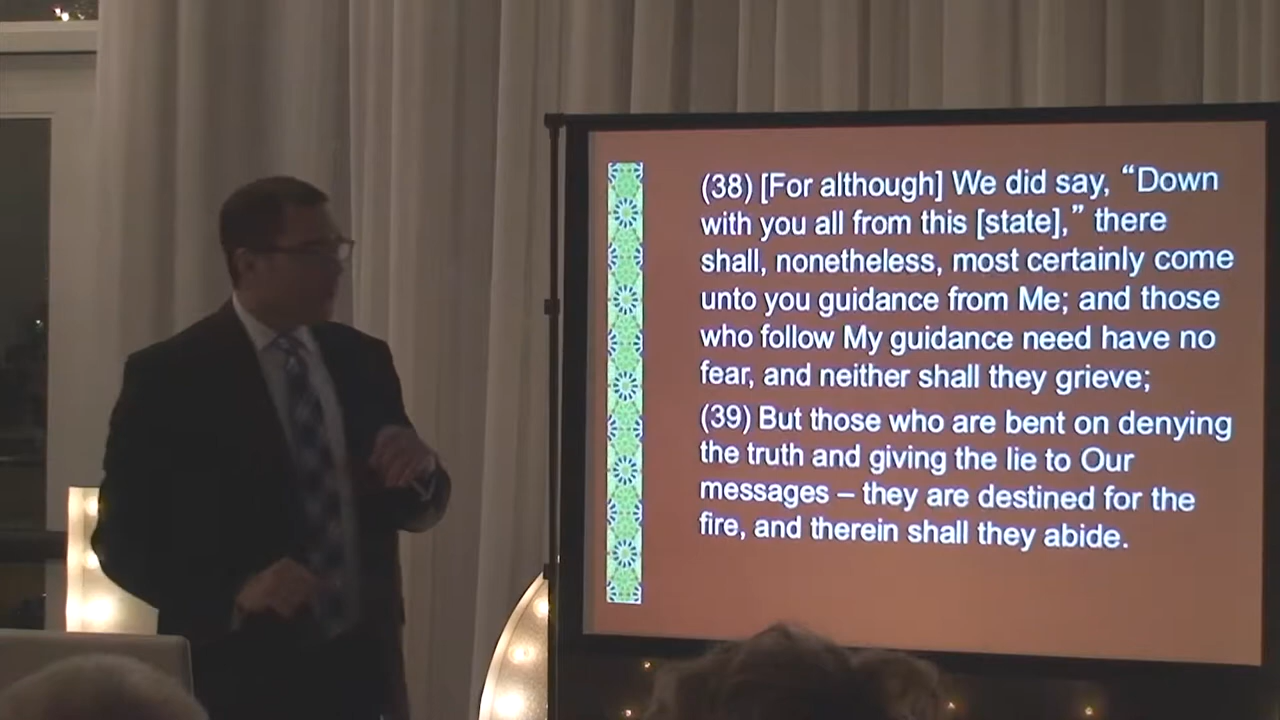 (38) [For although] We did say, “Down
with you all from this [state],” there
shall, nonetheless, most certainly come
unto you guidance from Me; and those
who follow My guidance need have no
fear, and neither shall they grieve;
(39) But those who are bent on denying
the truth and giving the lie to Our
messages – they are destined for the
fire, and therein shall they abide.